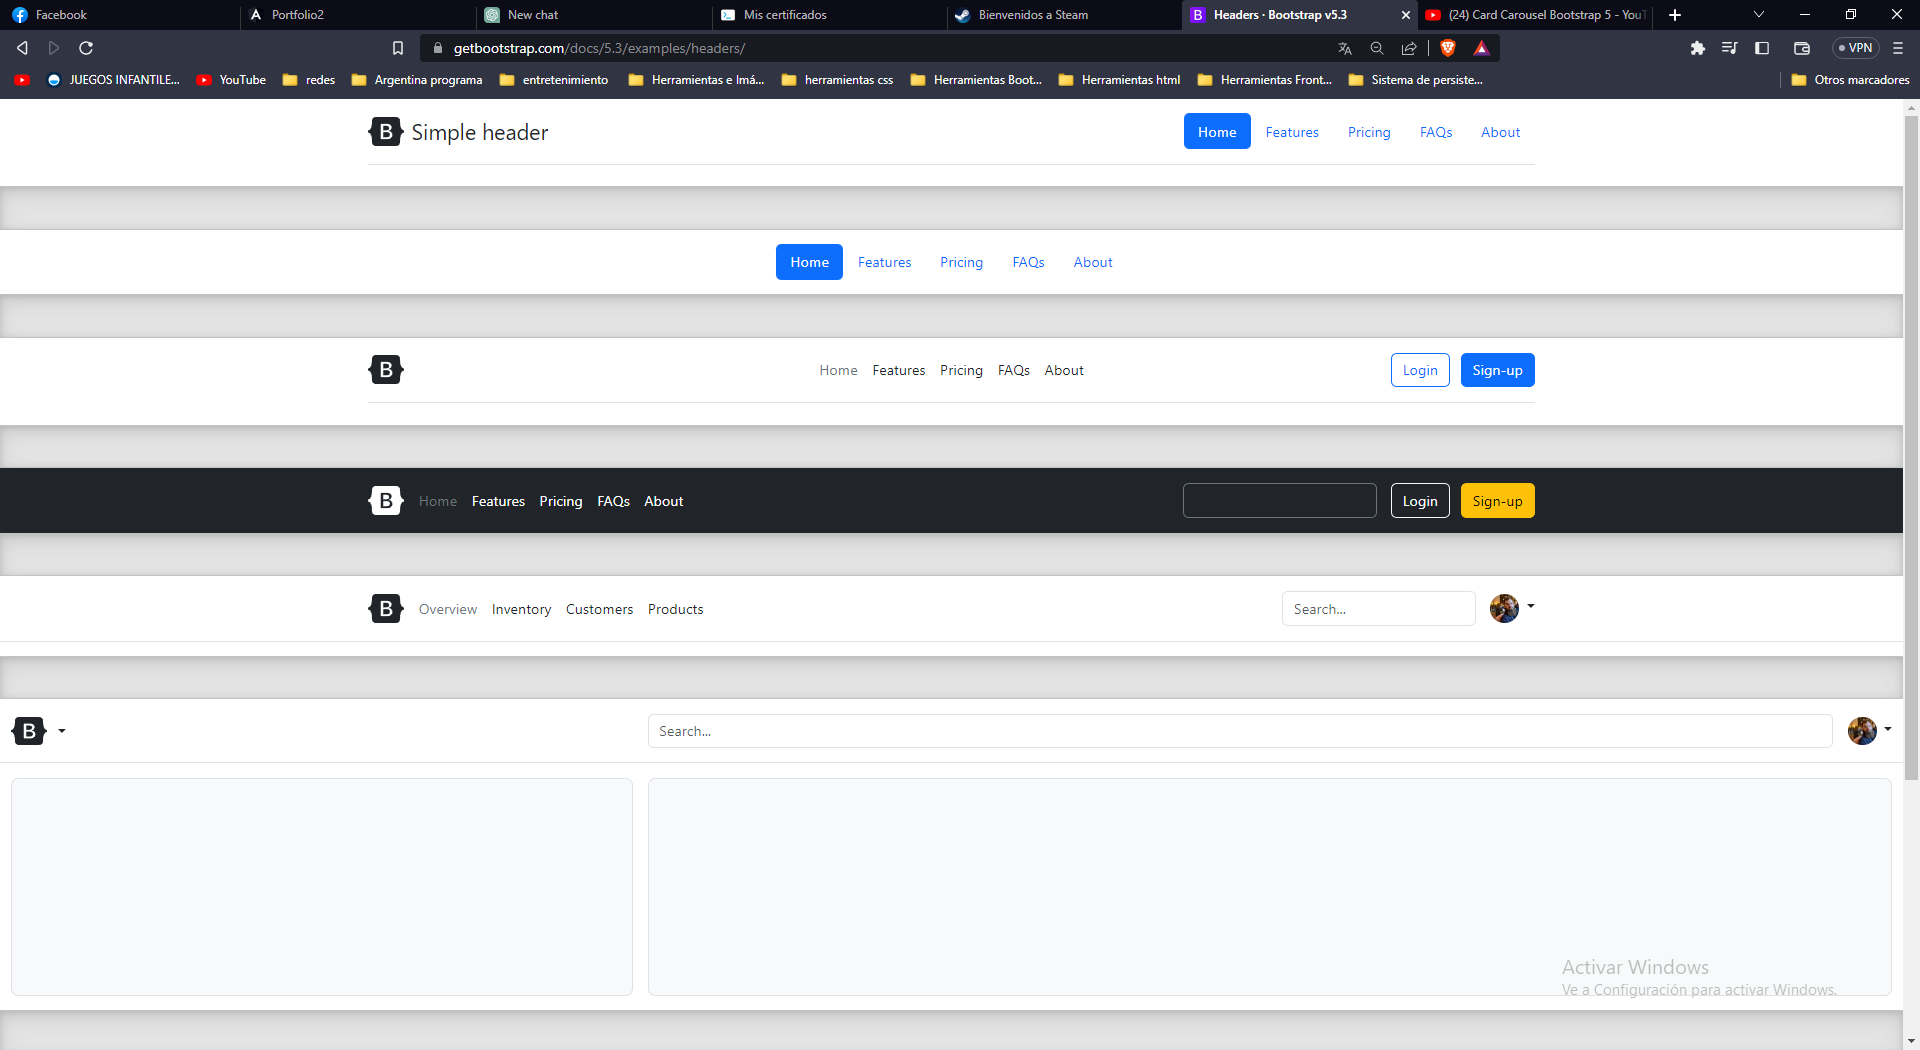 Facebook
Portfolio2
New chat
Mis certificados
Bienvenidos a Steam
Headers · Bootstrap v5.3
(24) Card Carousel Bootstrap 5 - YouT
getbootstrap.com/docs/5.3/examples/headers/
VPN
JUEGOS INFANTILE...
YouTube
redes
Argentina programa
entretenimiento
Herramientas e Imá...
herramientas css
Herramientas Boot...
Herramientas html
Herramientas Front...
Sistema de persiste...
Otros marcadores
B Simple header
Home Features Pricing FAQs About
Home Features Pricing FAQs About
B
Home Features Pricing FAQs About
Login Sign-up
B
Home Features Pricing FAQs About
Login Sign-up
B
Overview Inventory Customers Products
Search...
B
Search...
Activar Windows
Ve a Configuración para activar Windows.